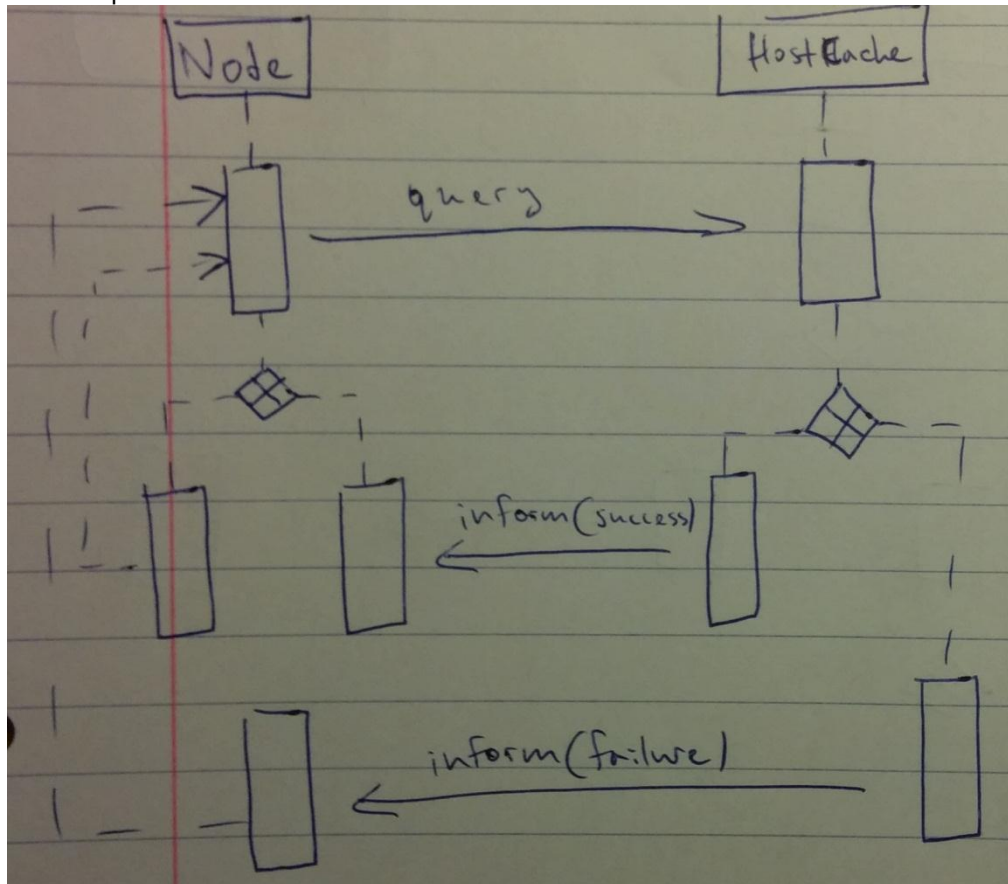 Node
HostCache
query
inform(success)
inform(failure)